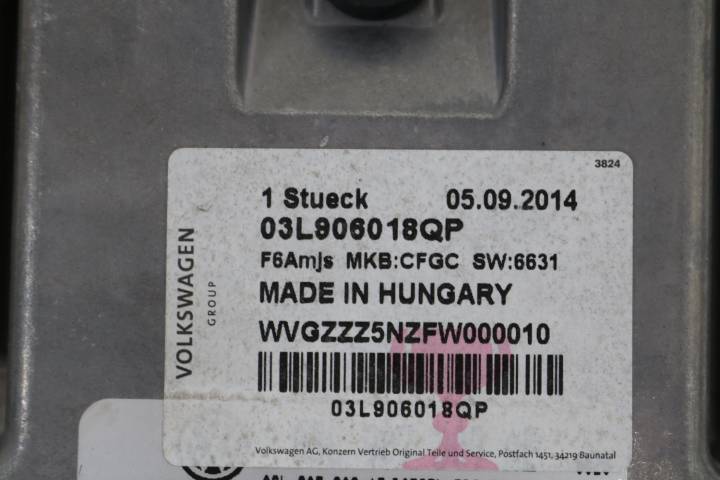 3824
1 Stueck 05.09.2014
03L906018QP
F6Amjs MKB:CFGC SW:6631
MADE IN HUNGARY
WVGZZZ5NZFW000010
03L906018QP
VOLKSWAGEN
GROUP
Volkswagen AG, Konzern Vertrieb Original Teile und Service, Postfach 1451, 34219 Baunatal